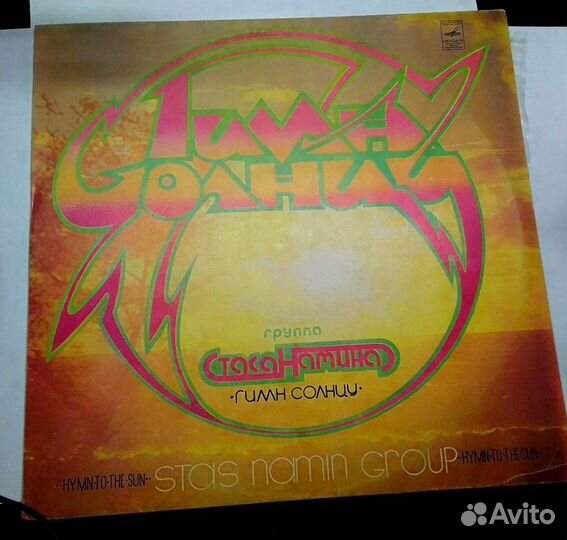 Гимн
Солнцу
группа
Стаса Намина
·ГИМН СОЛНЦУ·
··HYMN·TO·THE·SUN·· STAS NAMIN GROUP ··HYMN·TO·THE·SUN··
Avito